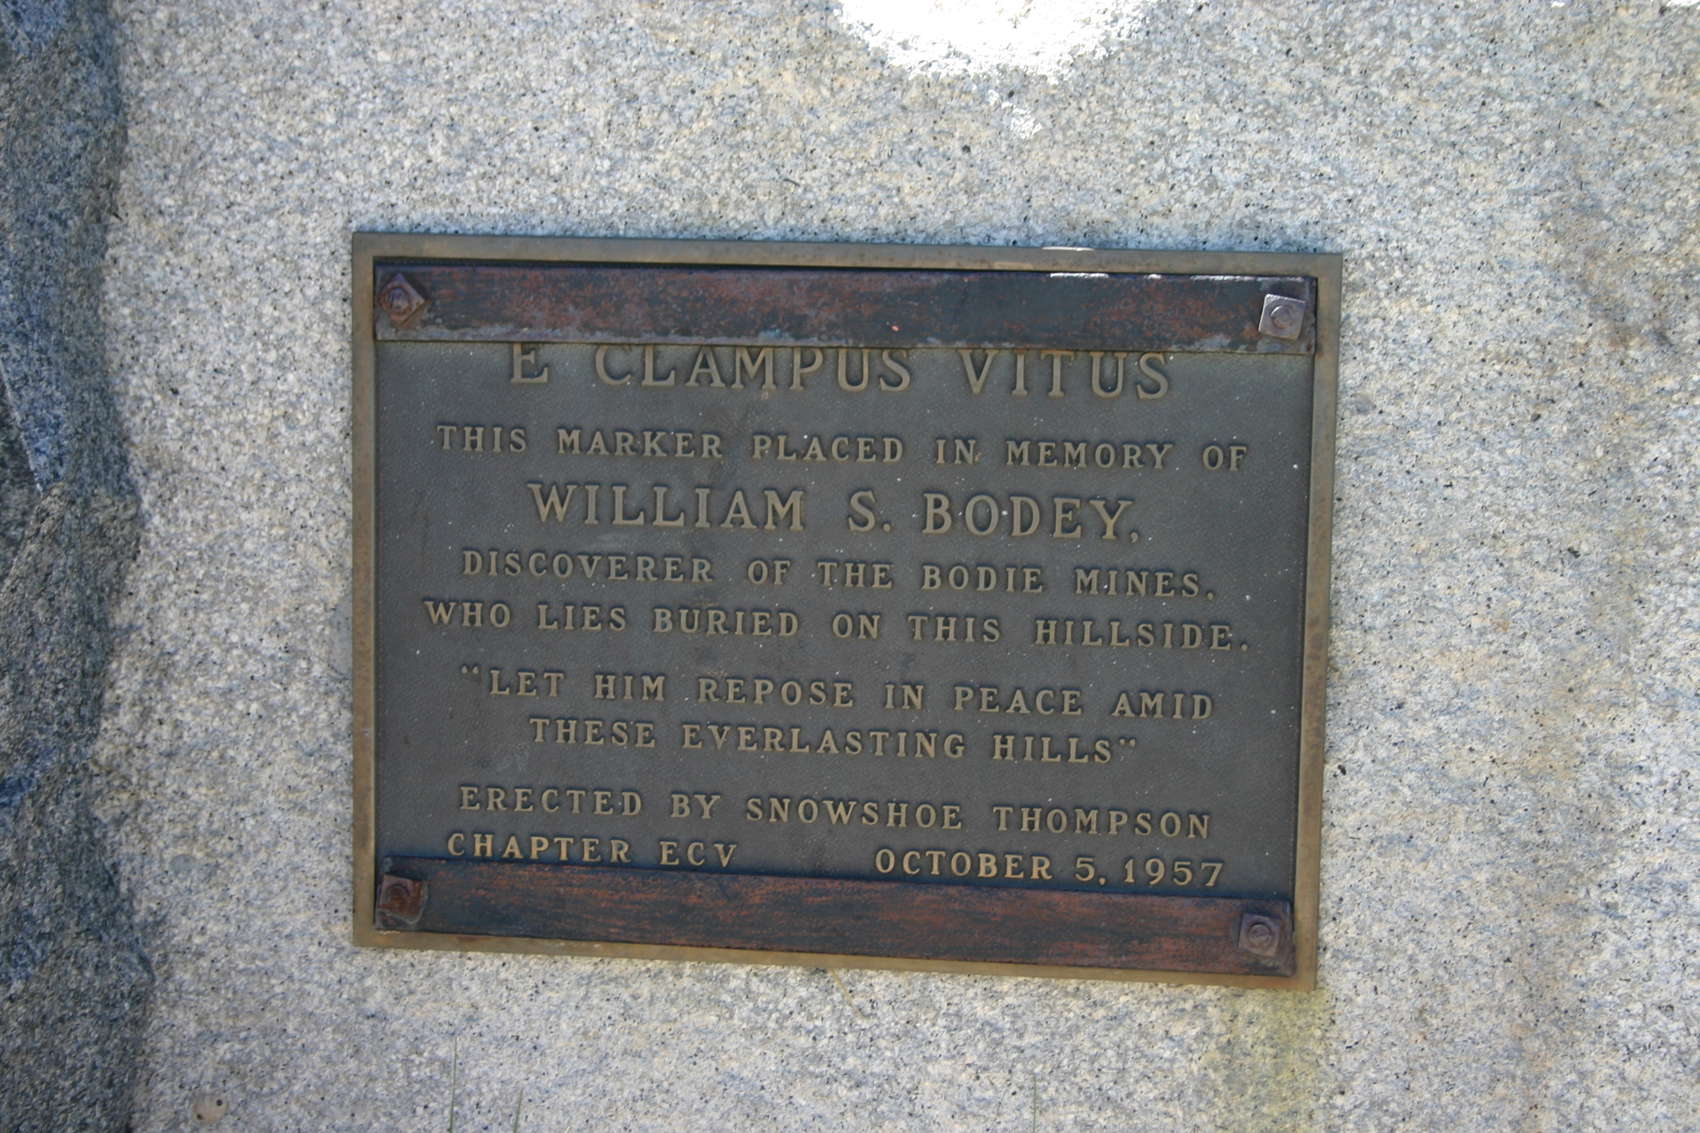 E CLAMPUS VITUS
THIS MARKER PLACED IN MEMORY OF
WILLIAM S. BODEY,
DISCOVERER OF THE BODIE MINES.
WHO LIES BURIED ON THIS HILLSIDE.
"LET HIM REPOSE IN PEACE AMID
THESE EVERLASTING HILLS"
ERECTED BY SNOWSHOE THOMPSON
CHAPTER ECV OCTOBER 5, 1957